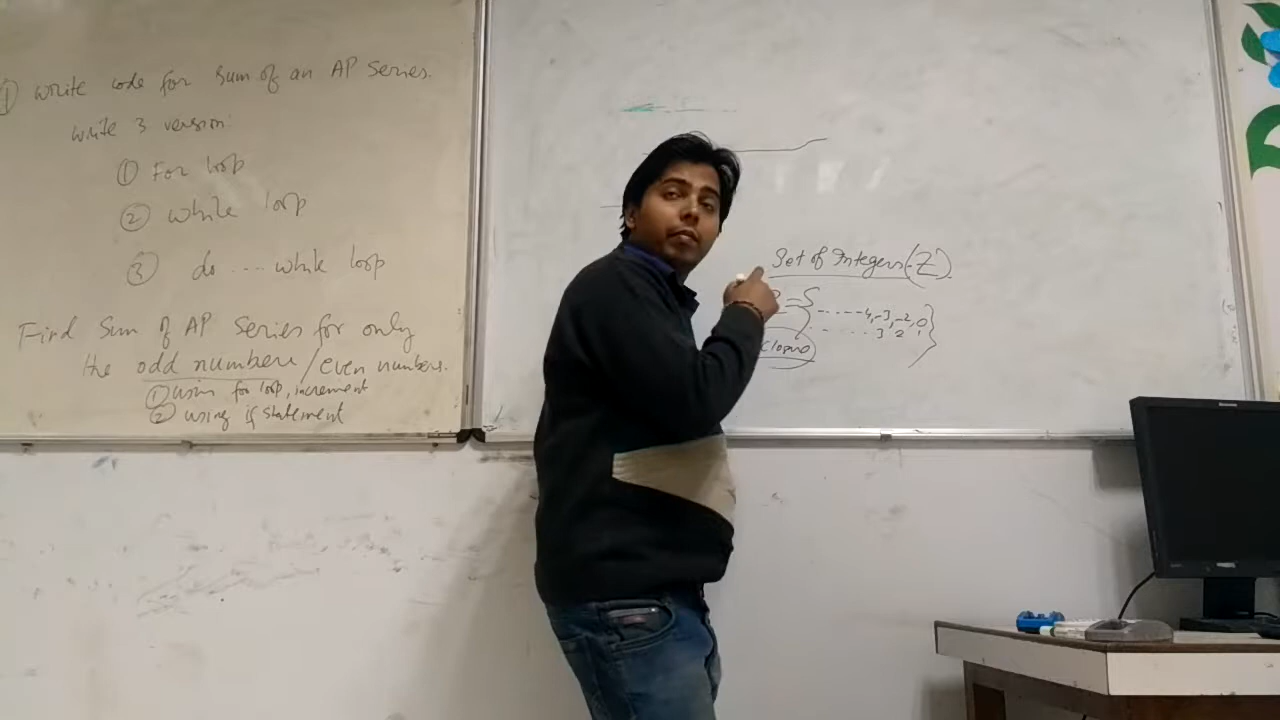 ① write code for sum of an AP series.
write 3 version:
① For loop
② while loop
③ do .... while loop
Find Sum of AP Series for only
the odd numbers/even numbers.
① using for loop, increment
② using if statement
Set of Integers (Z).
= { ......-4,-3,-2,0
...... 3 2 , }